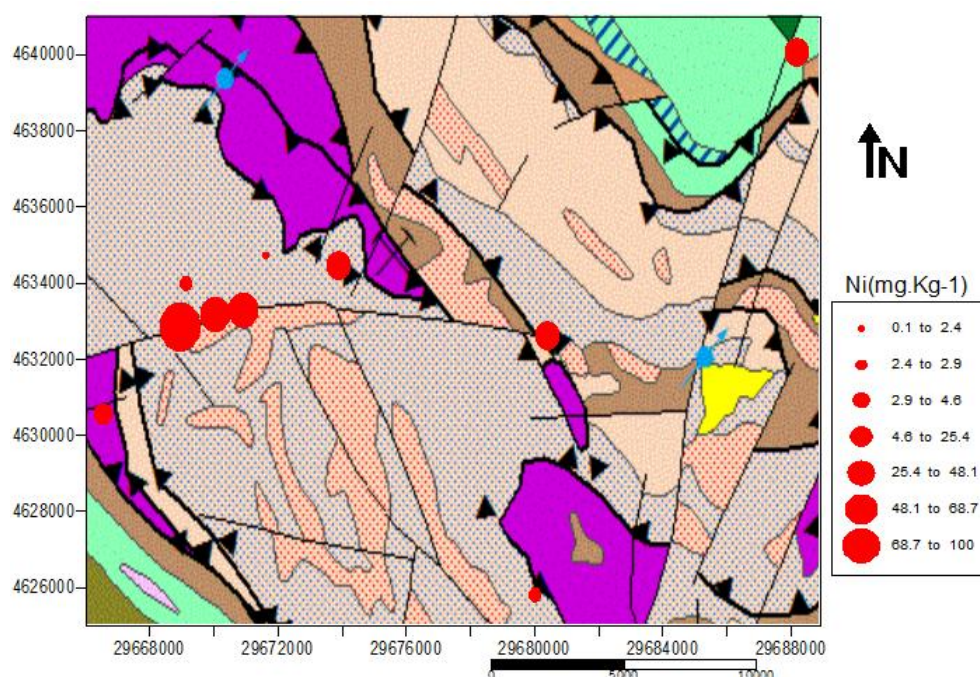 4640000
4638000
4636000
4634000
4632000
4630000
4628000
4626000
29668000
29672000
29676000
29680000
29684000
29688000
5000
10000
N
Ni(mg.Kg-1)
0.1 to 2.4
2.4 to 2.9
2.9 to 4.6
4.6 to 25.4
25.4 to 48.1
48.1 to 68.7
68.7 to 100